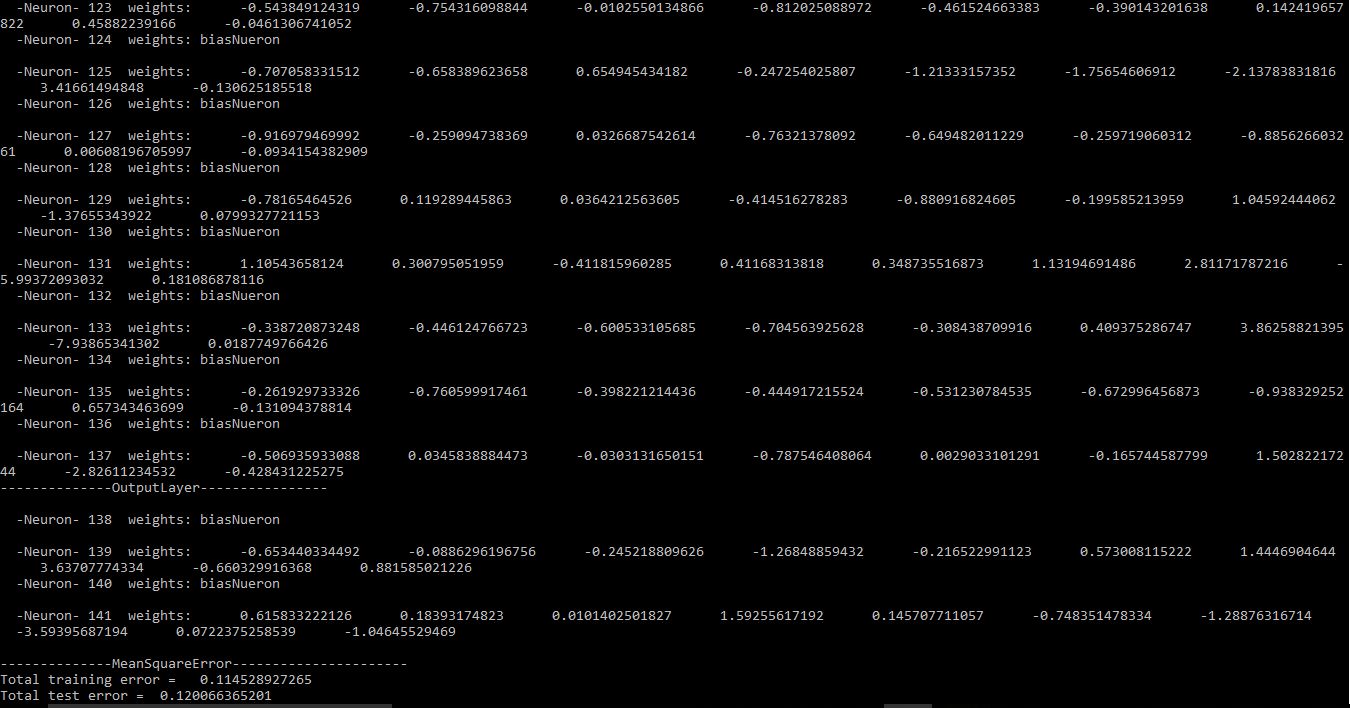 -Neuron- 123 weights: -0.543849124319 -0.754316098844 -0.0102550134866 -0.812025088972 -0.461524663383 -0.390143201638 0.142419657
822 0.45882239166 -0.0461306741052
-Neuron- 124 weights: biasNueron
-Neuron- 125 weights: -0.707058331512 -0.658389623658 0.654945434182 -0.247254025807 -1.21333157352 -1.75654606912 -2.13783831816
3.41661494848 -0.130625185518
-Neuron- 126 weights: biasNueron
-Neuron- 127 weights: -0.916979469992 -0.259094738369 0.0326687542614 -0.76321378092 -0.649482011229 -0.259719060312 -0.8856266032
61 0.00608196705997 -0.0934154382909
-Neuron- 128 weights: biasNueron
-Neuron- 129 weights: -0.78165464526 0.119289445863 0.0364212563605 -0.414516278283 -0.880916824605 -0.199585213959 1.04592444062
-1.37655343922 0.0799327721153
-Neuron- 130 weights: biasNueron
-Neuron- 131 weights: 1.10543658124 0.300795051959 -0.411815960285 0.41168313818 0.348735516873 1.13194691486 2.81171787216 -
5.99372093032 0.181086878116
-Neuron- 132 weights: biasNueron
-Neuron- 133 weights: -0.338720873248 -0.446124766723 -0.600533105685 -0.704563925628 -0.308438709916 0.409375286747 3.86258821395
-7.93865341302 0.0187749766426
-Neuron- 134 weights: biasNueron
-Neuron- 135 weights: -0.261929733326 -0.760599917461 -0.398221214436 -0.444917215524 -0.531230784535 -0.672996456873 -0.938329252
164 0.657343463699 -0.131094378814
-Neuron- 136 weights: biasNueron
-Neuron- 137 weights: -0.506935933088 0.0345838884473 -0.0303131650151 -0.787546408064 0.0029033101291 -0.165744587799 1.502822172
44 -2.82611234532 -0.428431225275
--------------OutputLayer----------------
-Neuron- 138 weights: biasNueron
-Neuron- 139 weights: -0.653440334492 -0.0886296196756 -0.245218809626 -1.26848859432 -0.216522991123 0.573008115222 1.4446904644
3.63707774334 -0.660329916368 0.881585021226
-Neuron- 140 weights: biasNueron
-Neuron- 141 weights: 0.615833222126 0.18393174823 0.0101402501827 1.59255617192 0.145707711057 -0.748351478334 -1.28876316714
-3.59395687194 0.0722375258539 -1.04645529469
--------------MeanSquareError----------------------
Total training error = 0.114528927265
Total test error = 0.120066365201